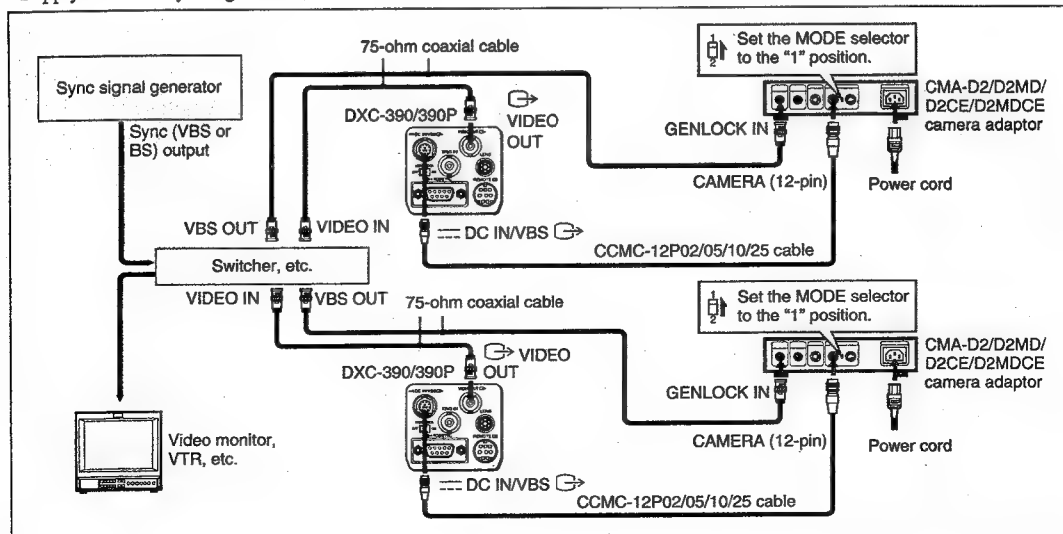 75-ohm coaxial cable
Set the MODE selector
to the "1" position.
1
2
Sync signal generator
DXC-390/390P
VIDEO
OUT
CMA-D2/D2MD/
D2CE/D2MDCE
camera adaptor
GENLOCK IN
Sync (VBS or
BS) output
CAMERA (12-pin)
Power cord
VBS OUT
VIDEO IN
DC IN/VBS
CCMC-12P02/05/10/25 cable
Switcher, etc.
VIDEO IN
VBS OUT
75-ohm coaxial cable
Set the MODE selector
to the "1" position.
1
2
VIDEO
OUT
DXC-390/390P
CMA-D2/D2MD/
D2CE/D2MDCE
camera adaptor
GENLOCK IN
Video monitor,
VTR, etc.
CAMERA (12-pin)
Power cord
DC IN/VBS
CCMC-12P02/05/10/25 cable